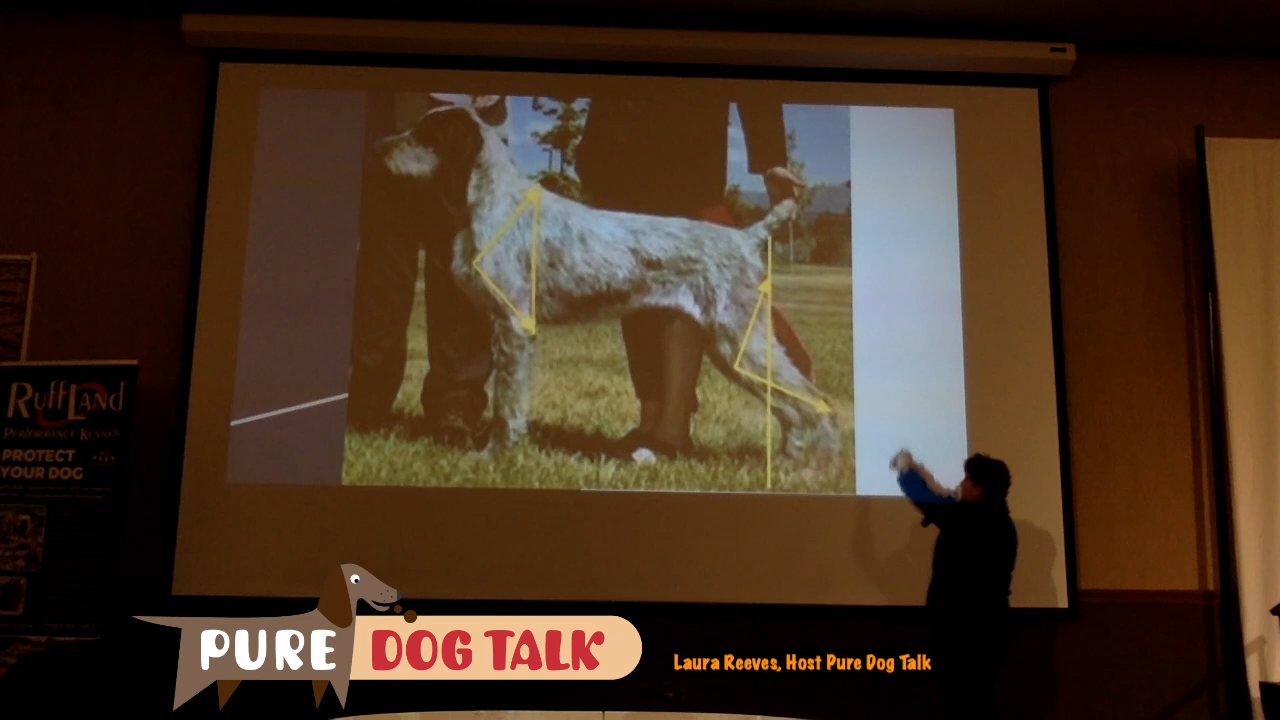 RUFFLAND
PERFORMANCE KENNELS
PROTECT
YOUR DOG
PURE DOG TALK
Laura Reeves, Host Pure Dog Talk